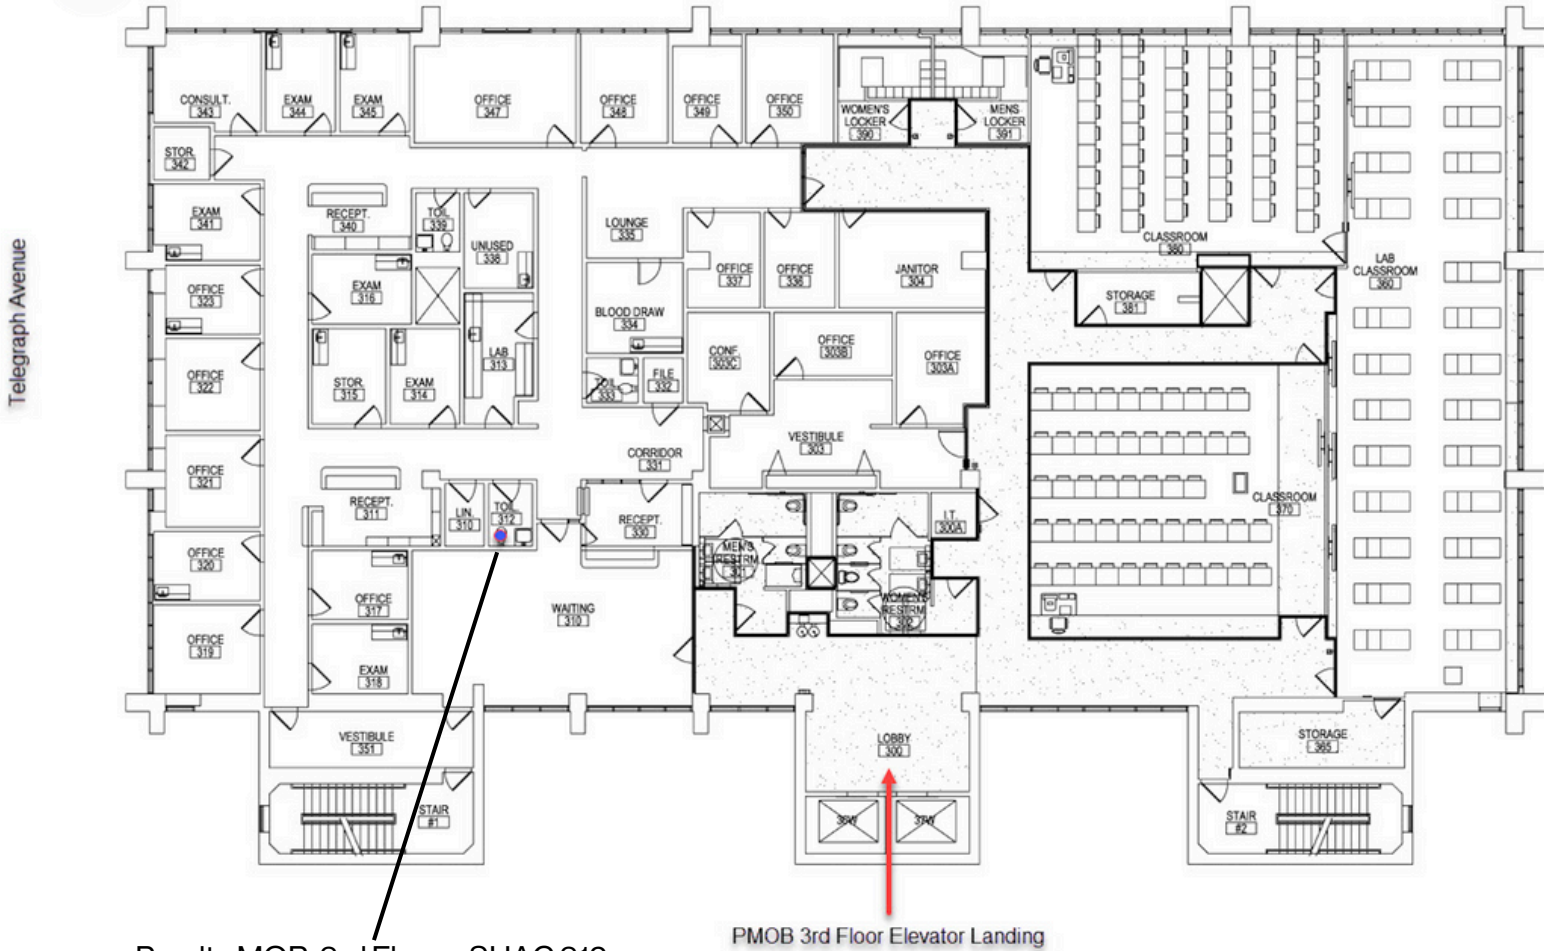 Telegraph Avenue
CONSULT.
343
EXAM
344
EXAM
345
OFFICE
347
OFFICE
348
OFFICE
349
OFFICE
350
WOMEN'S
LOCKER
390
MENS
LOCKER
391
STOR.
342
EXAM
341
RECEPT.
340
TOIL.
339
UNUSED
338
LOUNGE
335
OFFICE
337
OFFICE
336
JANITOR
304
CLASSROOM
380
LAB
CLASSROOM
360
OFFICE
323
EXAM
316
BLOOD DRAW
334
STORAGE
381
OFFICE
322
STOR.
315
EXAM
314
LAB
313
TOIL.
333
FILE
332
CONF.
303C
OFFICE
303B
OFFICE
303A
OFFICE
321
RECEPT.
311
LIN.
310
TOIL.
312
CORRIDOR
331
RECEPT.
330
VESTIBULE
303
I.T.
300A
CLASSROOM
370
OFFICE
320
OFFICE
317
MEN'S
RESTRM
301
WOMEN'S
RESTRM
302
WAITING
310
OFFICE
319
EXAM
318
VESTIBULE
351
LOBBY
300
STORAGE
365
STAIR
#1
36W
37W
STAIR
#2
PMOB 3rd Floor Elevator Landing